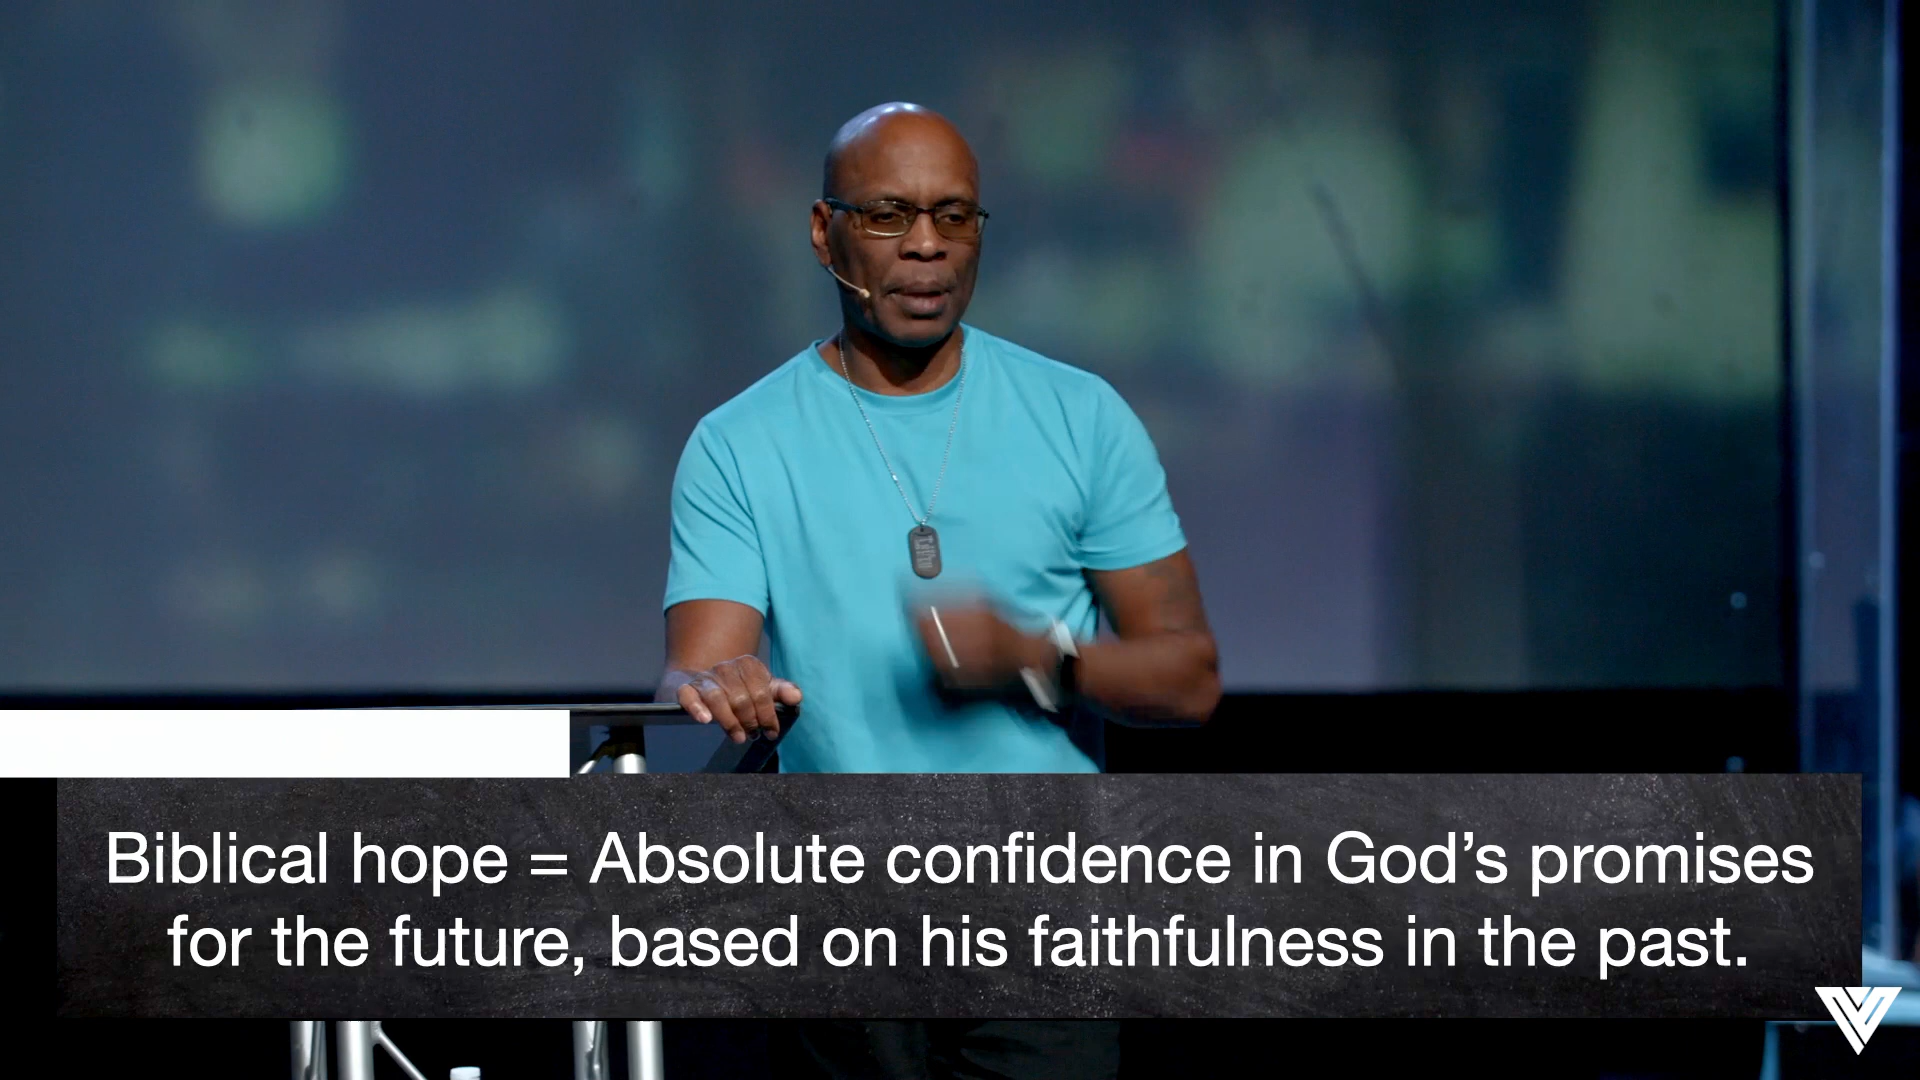 Biblical hope = Absolute confidence in God’s promises
for the future, based on his faithfulness in the past.